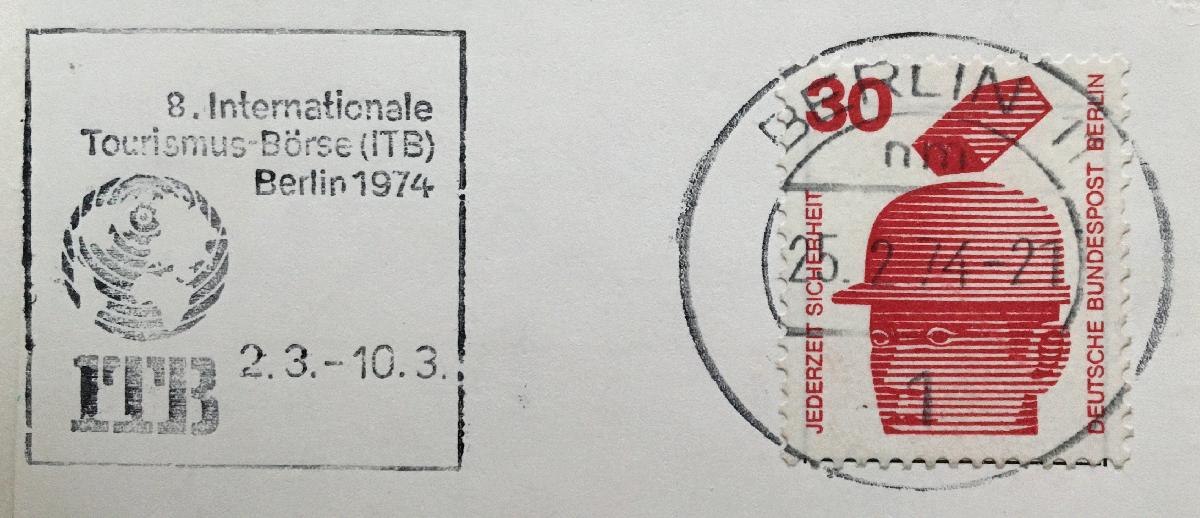 8. Internationale
Tourismus-Börse (ITB)
Berlin 1974
ITB
2.3.-10.3.
BERLIN 11
nm
25.2.74-21
1
30
JEDERZEIT SICHERHEIT
DEUTSCHE BUNDESPOST BERLIN